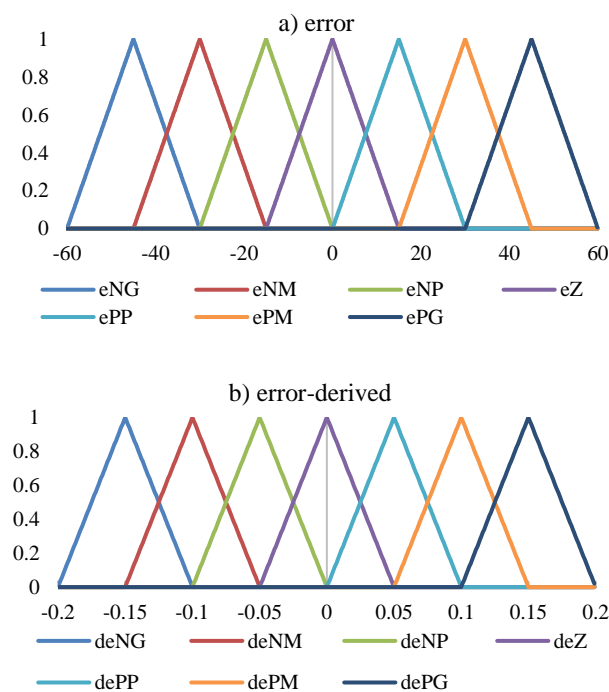 a) error
1
0.8
0.6
0.4
0.2
0
-60 -40 -20 0 20 40 60
eNG eNM eNP eZ
ePP ePM ePG
b) error-derived
1
0.8
0.6
0.4
0.2
0
-0.2 -0.15 -0.1 -0.05 0 0.05 0.1 0.15 0.2
deNG deNM deNP deZ
dePP dePM dePG